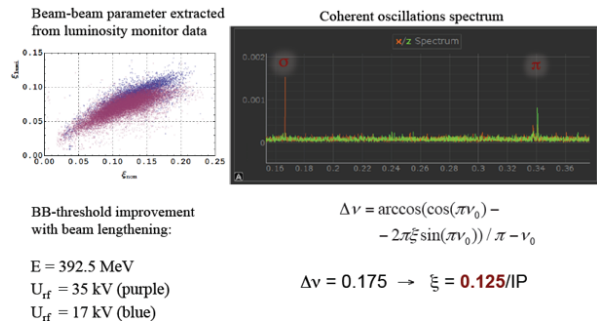 Beam-beam parameter extracted
from luminosity monitor data
0.15
0.10
0.05
0.00
0.00 0.05 0.10 0.15 0.20 0.25
ξnom
ξlumi
Coherent oscillations spectrum
x/z Spectrum
0.002
0.001
0
σ
π
0.16 0.18 0.2 0.22 0.24 0.26 0.28 0.3 0.32 0.34 0.36
A
BB-threshold improvement
with beam lengthening:
E = 392.5 MeV
Urf = 35 kV (purple)
Urf = 17 kV (blue)
Δν = arccos(cos(πν0) −
− 2πξ sin(πν0)) / π − ν0
Δν = 0.175 → ξ = 0.125/IP